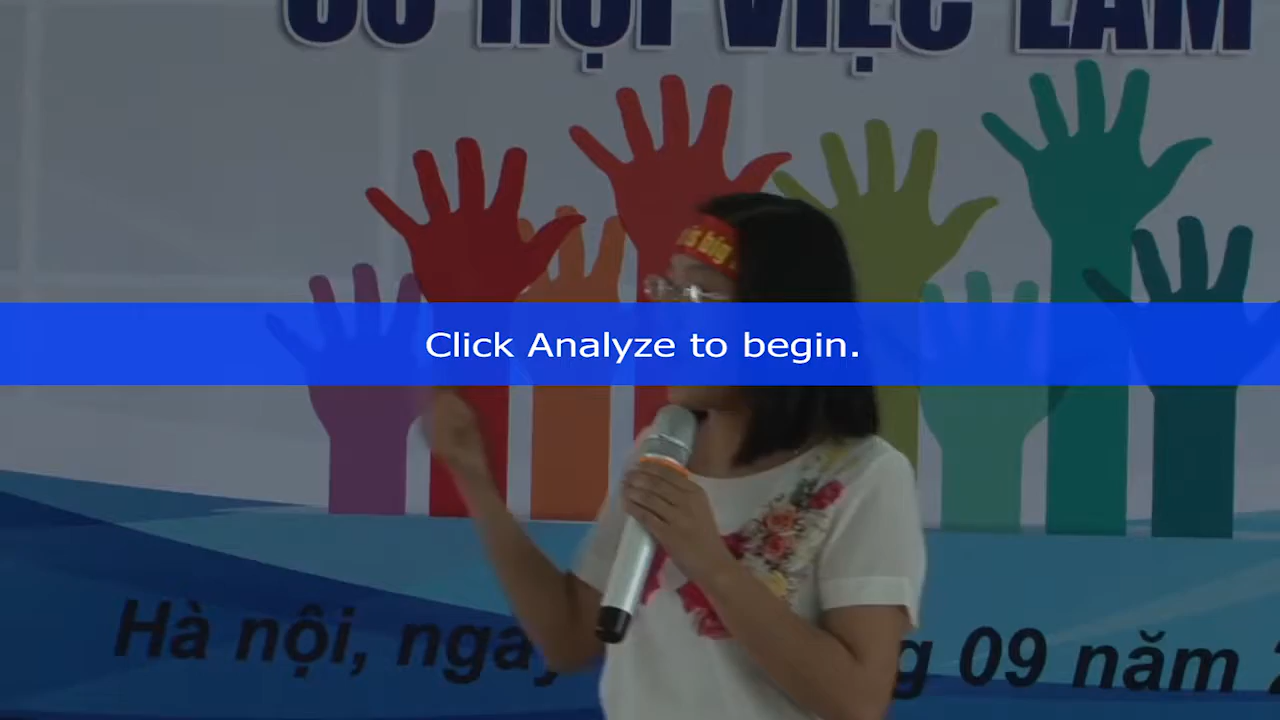 CƠ HỘI VIỆC LÀM
Click Analyze to begin.
Hà nội, ngày
g 09 năm